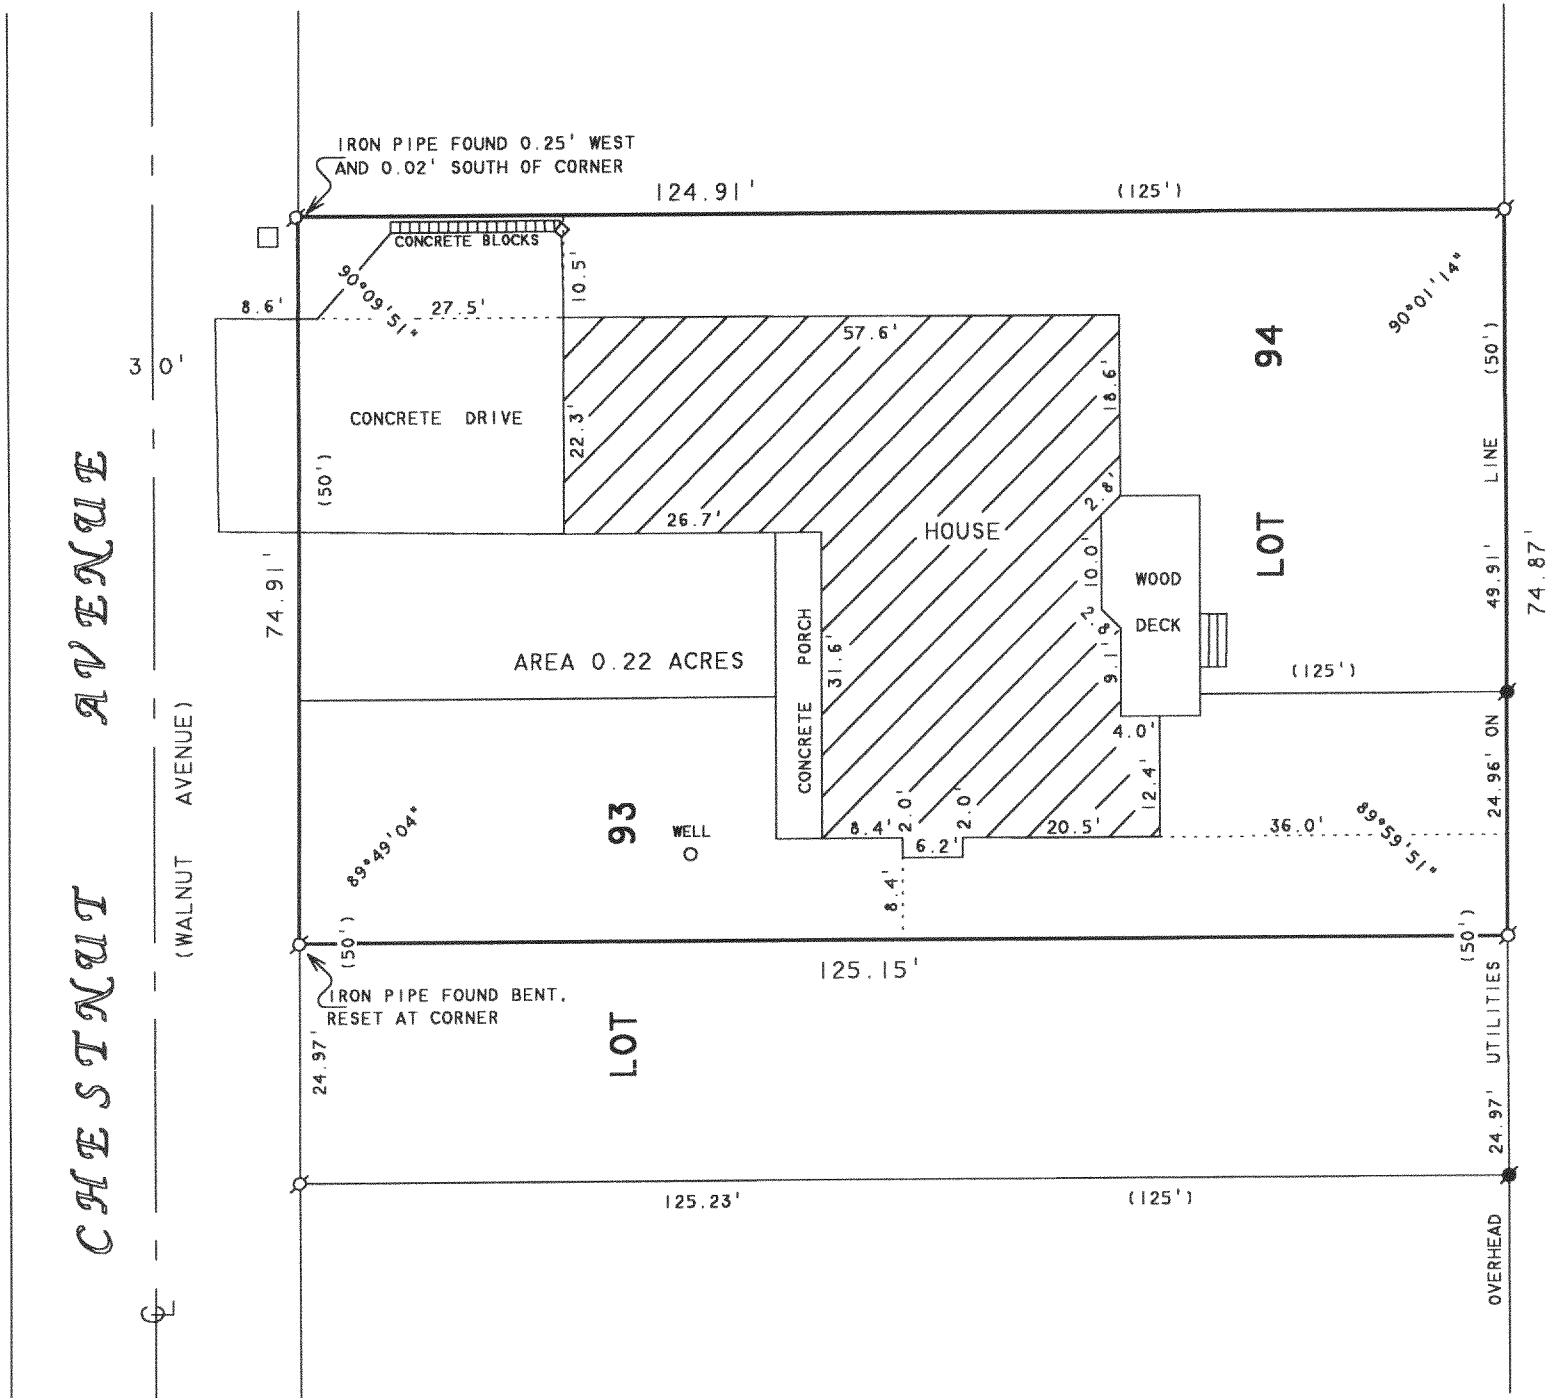 IRON PIPE FOUND 0.25' WEST
AND 0.02' SOUTH OF CORNER
124.91'
(125')
CONCRETE BLOCKS
10.5'
90°09'51"
8.6'
27.5'
90°01'14"
57.6'
94
(50')
30'
18.6'
CONCRETE DRIVE
22.3'
(50')
LINE
26.7'
2.8'
HOUSE
LOT
10.0'
WOOD
DECK
49.91'
74.87'
74.91'
2.8'
CHESTNUT AVENUE
(WALNUT AVENUE)
AREA 0.22 ACRES
CONCRETE PORCH
31.6'
9.1'
(125')
4.0'
24.96' ON
12.4'
93
WELL
8.4'
2.0'
2.0'
6.2'
20.5'
36.0'
89°59'51"
89°49'04"
8.4'
(50')
(50')
125.15'
IRON PIPE FOUND BENT,
RESET AT CORNER
LOT
24.97'
UTILITIES
24.97'
125.23'
(125')
OVERHEAD
CL